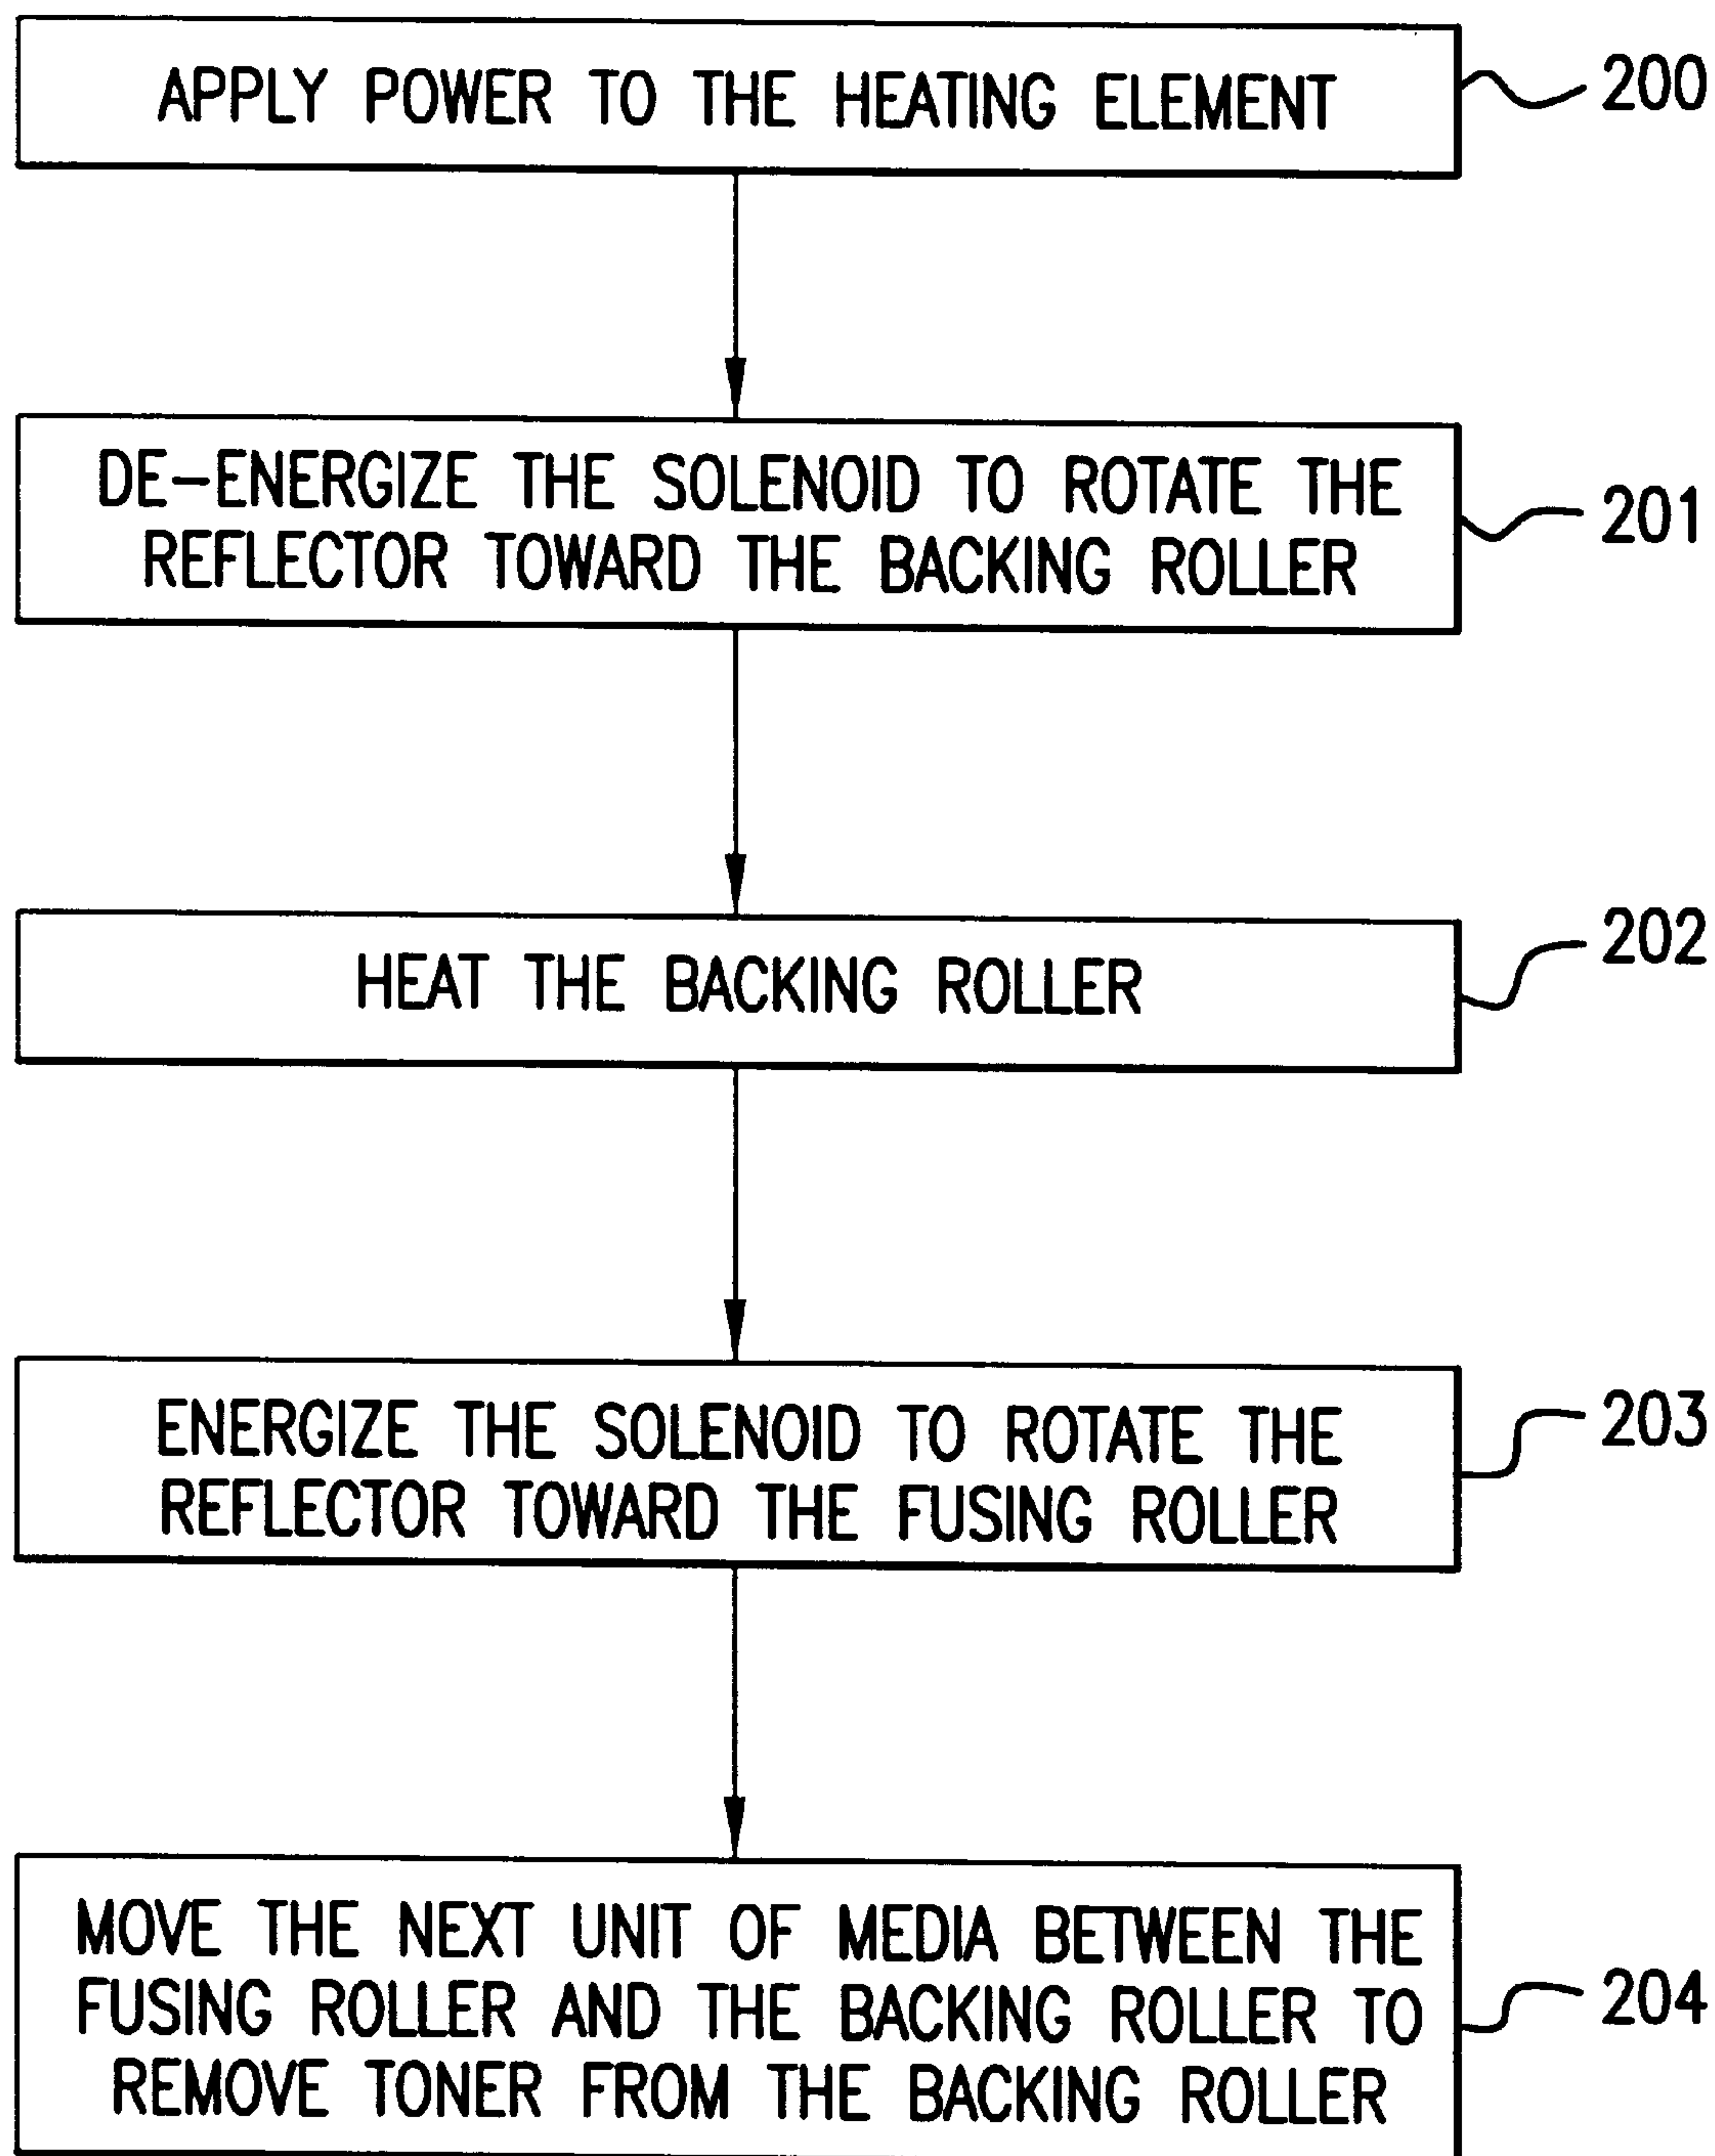 APPLY POWER TO THE HEATING ELEMENT
200
DE-ENERGIZE THE SOLENOID TO ROTATE THE
REFLECTOR TOWARD THE BACKING ROLLER
201
HEAT THE BACKING ROLLER
202
ENERGIZE THE SOLENOID TO ROTATE THE
REFLECTOR TOWARD THE FUSING ROLLER
203
MOVE THE NEXT UNIT OF MEDIA BETWEEN THE
FUSING ROLLER AND THE BACKING ROLLER TO
REMOVE TONER FROM THE BACKING ROLLER
204